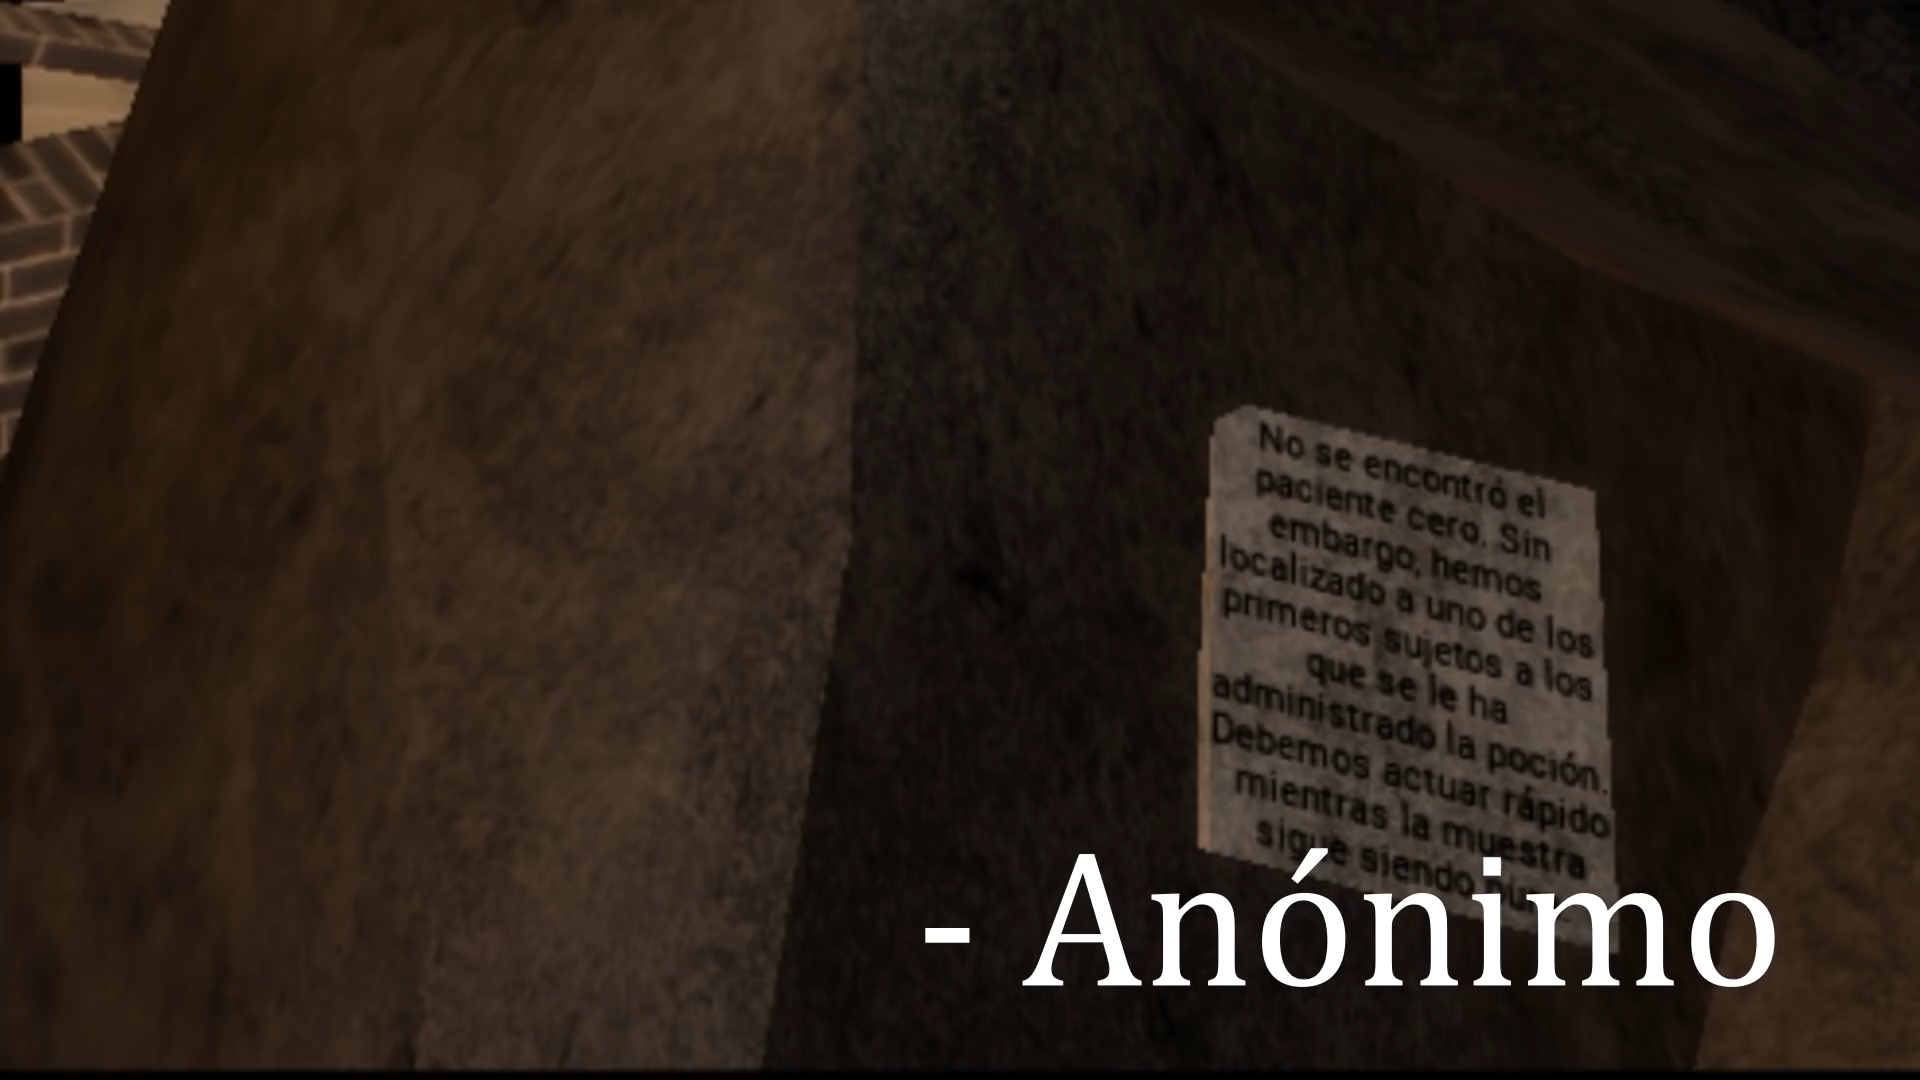 No se encontró el
paciente cero. Sin
embargo, hemos
localizado a uno de los
primeros sujetos a los
que se le ha
administrado la poción.
Debemos actuar rápido
mientras la muestra
sigue siendo
- Anónimo